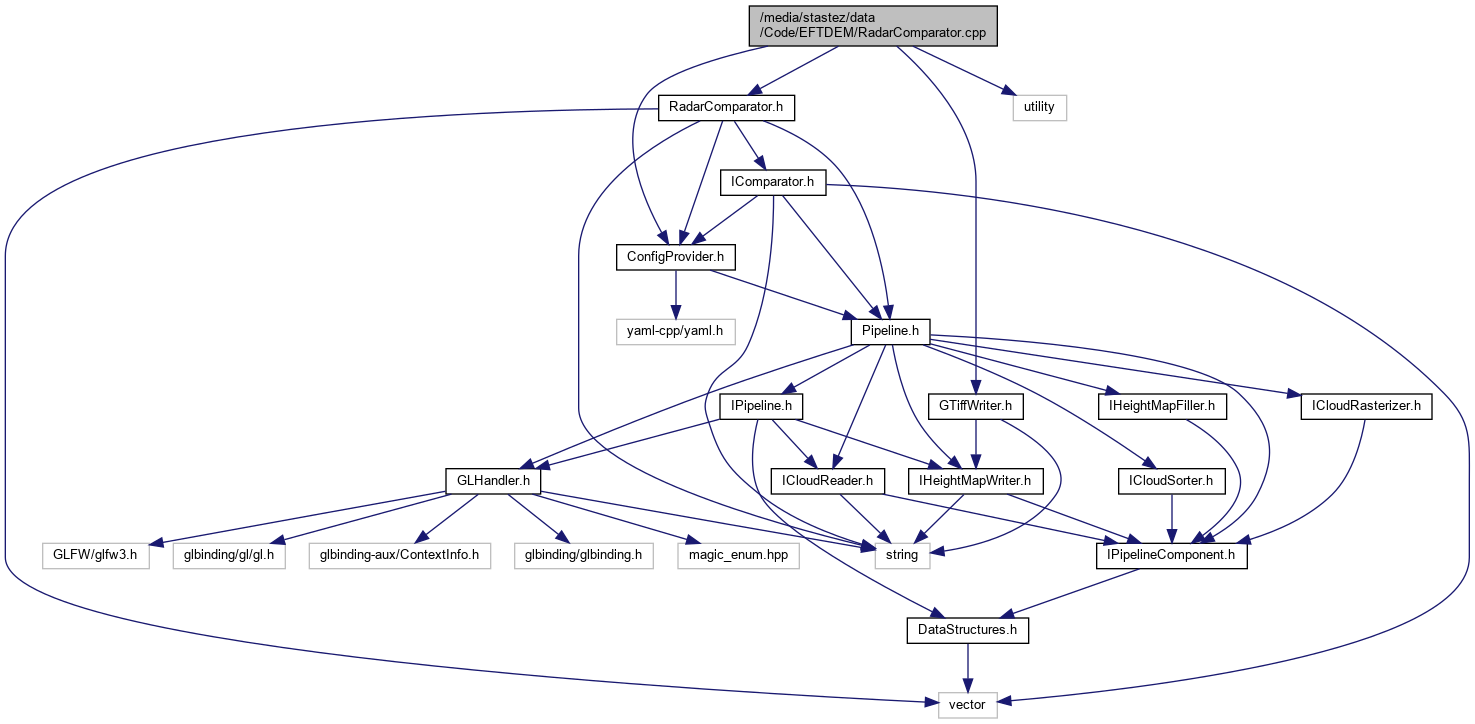 /media/stastez/data
/Code/EFTDEM/RadarComparator.cpp
RadarComparator.h
utility
IComparator.h
ConfigProvider.h
yaml-cpp/yaml.h
Pipeline.h
IPipeline.h
GTiffWriter.h
IHeightMapFiller.h
ICloudRasterizer.h
GLHandler.h
ICloudReader.h
IHeightMapWriter.h
ICloudSorter.h
GLFW/glfw3.h
glbinding/gl/gl.h
glbinding-aux/ContextInfo.h
glbinding/glbinding.h
magic_enum.hpp
string
IPipelineComponent.h
DataStructures.h
vector